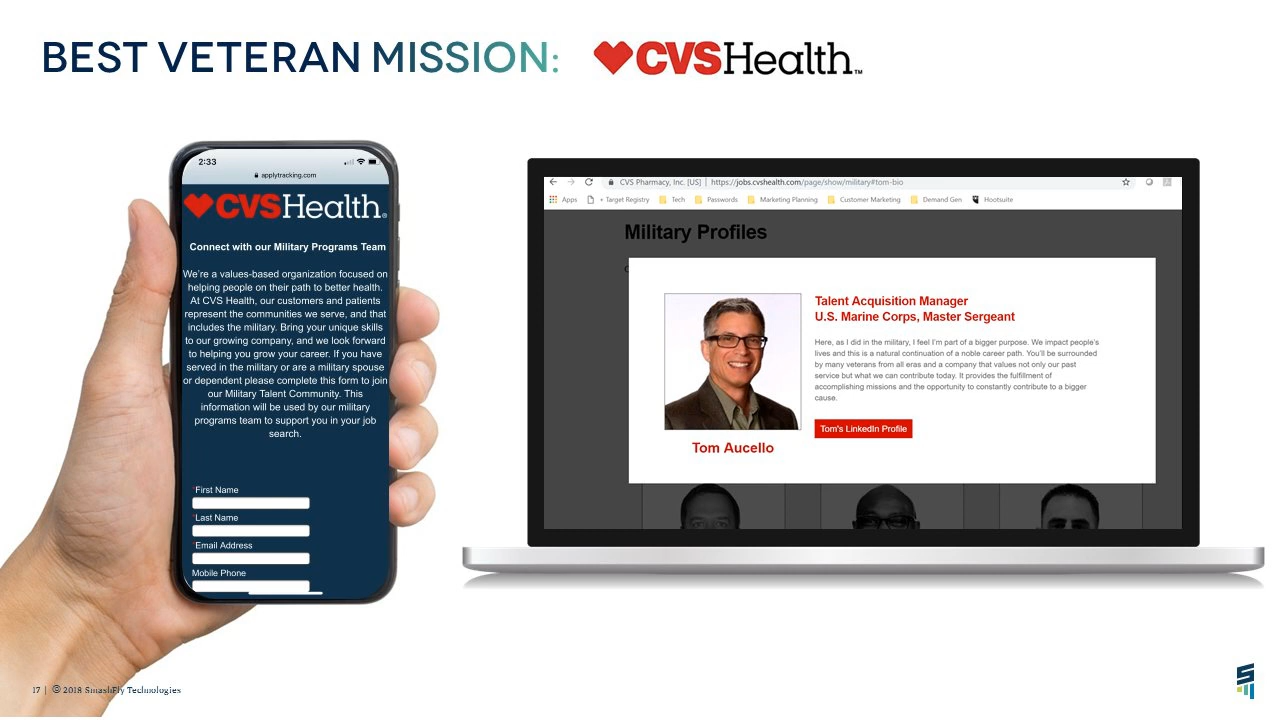 BEST VETERAN MISSION:
CVSHealth™
2:33
applytracking.com
CVSHealth®
Connect with our Military Programs Team
We're a values-based organization focused on
helping people on their path to better health.
At CVS Health, our customers and patients
represent the communities we serve, and that
includes the military. Bring your unique skills
to our growing company, and we look forward
to helping you grow your career. If you have
served in the military or are a military spouse
or dependent please complete this form to join
our Military Talent Community. This
information will be used by our military
programs team to support you in your job
search.
*First Name
*Last Name
*Email Address
Mobile Phone
CVS Pharmacy, Inc. [US] | https://jobs.cvshealth.com/page/show/military#tom-bio
Apps + Target Registry Tech Passwords Marketing Planning Customer Marketing Demand Gen Hootsuite
Military Profiles
Talent Acquisition Manager
U.S. Marine Corps, Master Sergeant
Here, as I did in the military, I feel I'm part of a bigger purpose. We impact people's
lives and this is a natural continuation of a noble career path. You'll be surrounded
by many veterans from all eras and a company that values not only our past
service but what we can contribute today. It provides the fulfillment of
accomplishing missions and the opportunity to constantly contribute to a bigger
cause.
Tom's LinkedIn Profile
Tom Aucello
17 | © 2018 SmashFly Technologies